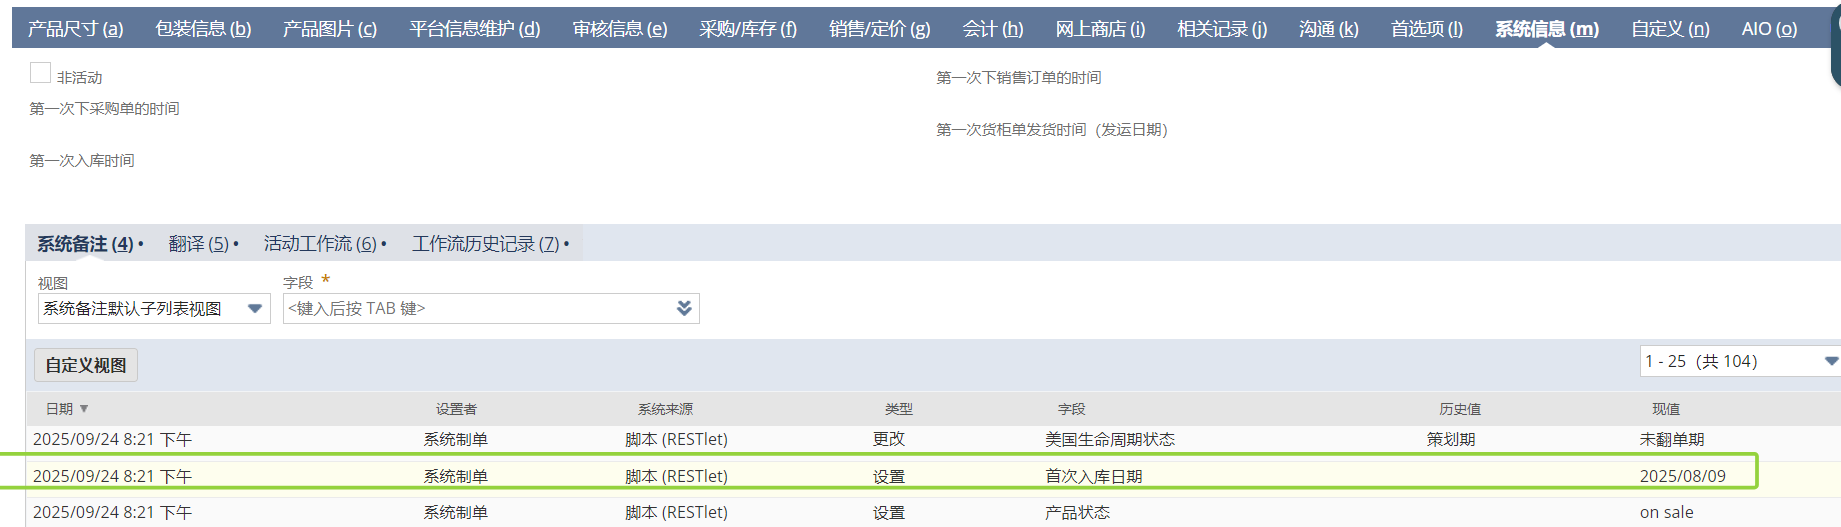 产品尺寸 (a) 包装信息 (b) 产品图片 (c) 平台信息维护 (d) 审核信息 (e) 采购/库存 (f) 销售/定价 (g) 会计 (h) 网上商店 (i) 相关记录 (j) 沟通 (k) 首选项 (l) 系统信息 (m) 自定义 (n) AIO (o)
非活动 第一次下销售订单的时间
第一次下采购单的时间
第一次货柜单发货时间（发运日期）
第一次入库时间
系统备注 (4) • 翻译 (5) • 活动工作流 (6) • 工作流历史记录 (7) •
视图 字段 *
系统备注默认子列表视图 <键入后按 TAB 键>
自定义视图 1 - 25（共 104）
日期 ▼ 设置者 系统来源 类型 字段 历史值 现值
2025/09/24 8:21 下午 系统制单 脚本 (RESTlet) 更改 美国生命周期状态 策划期 未翻单期
2025/09/24 8:21 下午 系统制单 脚本 (RESTlet) 设置 首次入库日期 2025/08/09
2025/09/24 8:21 下午 系统制单 脚本 (RESTlet) 设置 产品状态 on sale